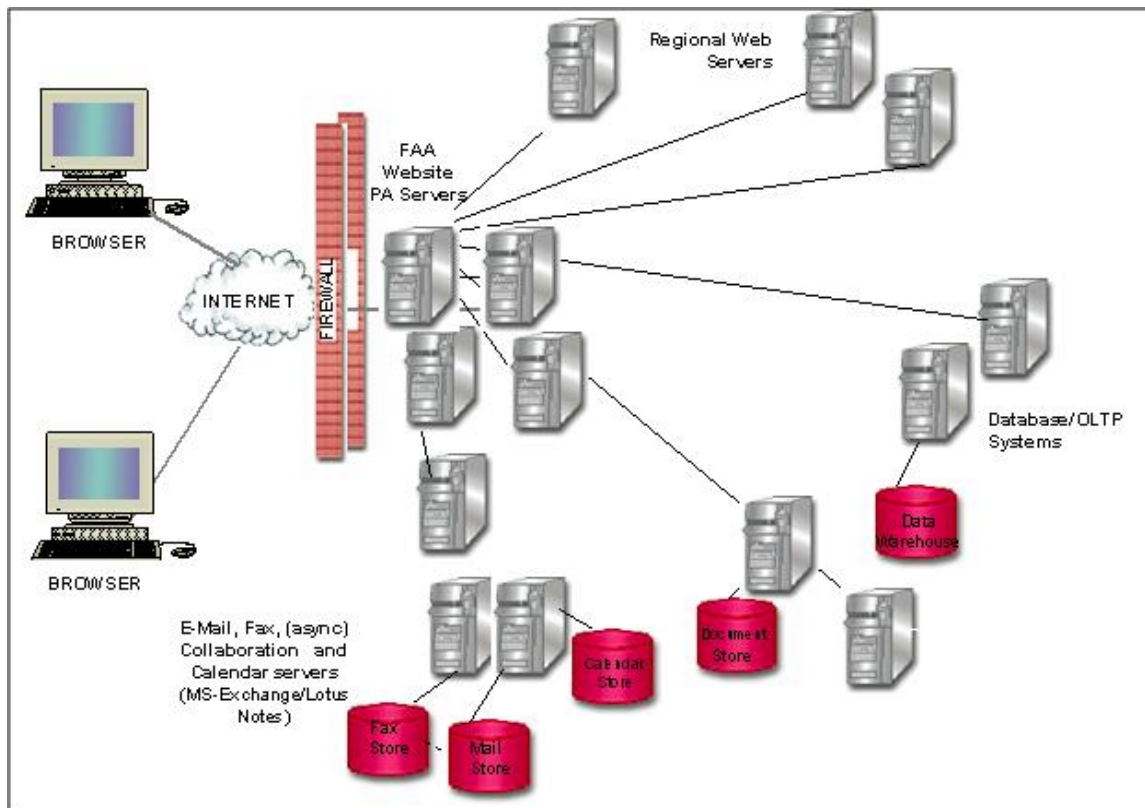 Regional Web
Servers
FAA
Website
PA Servers
BROWSER
INTERNET
FIREWALL
Database/OLTP
Systems
Data
Warehouse
BROWSER
E-Mail, Fax, (async)
Collaboration and
Calendar servers
(MS-Exchange/Lotus
Notes)
Document
Store
Calendar
Store
Fax
Store
Mail
Store